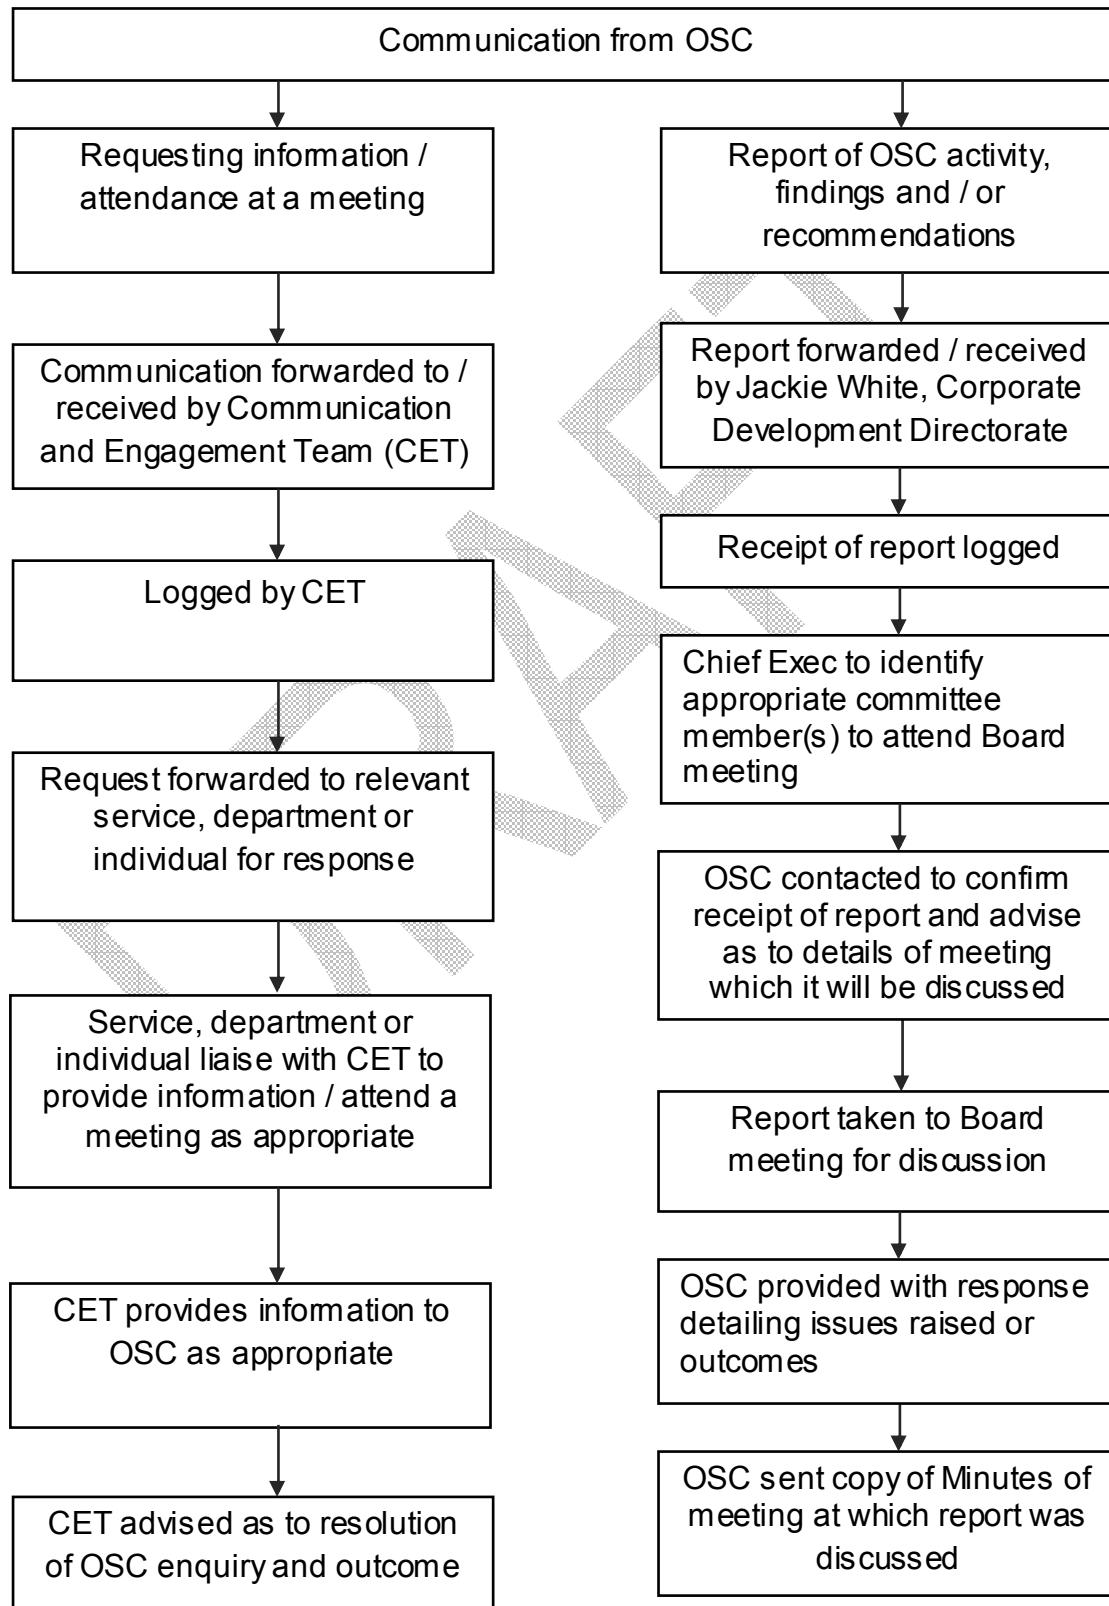 Communication from OSC
Requesting information /
attendance at a meeting
Communication forwarded to /
received by Communication
and Engagement Team (CET)
Logged by CET
Request forwarded to relevant
service, department or
individual for response
Service, department or
individual liaise with CET to
provide information / attend a
meeting as appropriate
CET provides information to
OSC as appropriate
CET advised as to resolution
of OSC enquiry and outcome
Report of OSC activity,
findings and / or
recommendations
Report forwarded / received
by Jackie White, Corporate
Development Directorate
Receipt of report logged
Chief Exec to identify
appropriate committee
member(s) to attend Board
meeting
OSC contacted to confirm
receipt of report and advise
as to details of meeting
which it will be discussed
Report taken to Board
meeting for discussion
OSC provided with response
detailing issues raised or
outcomes
OSC sent copy of Minutes of
meeting at which report was
discussed
DRAFT